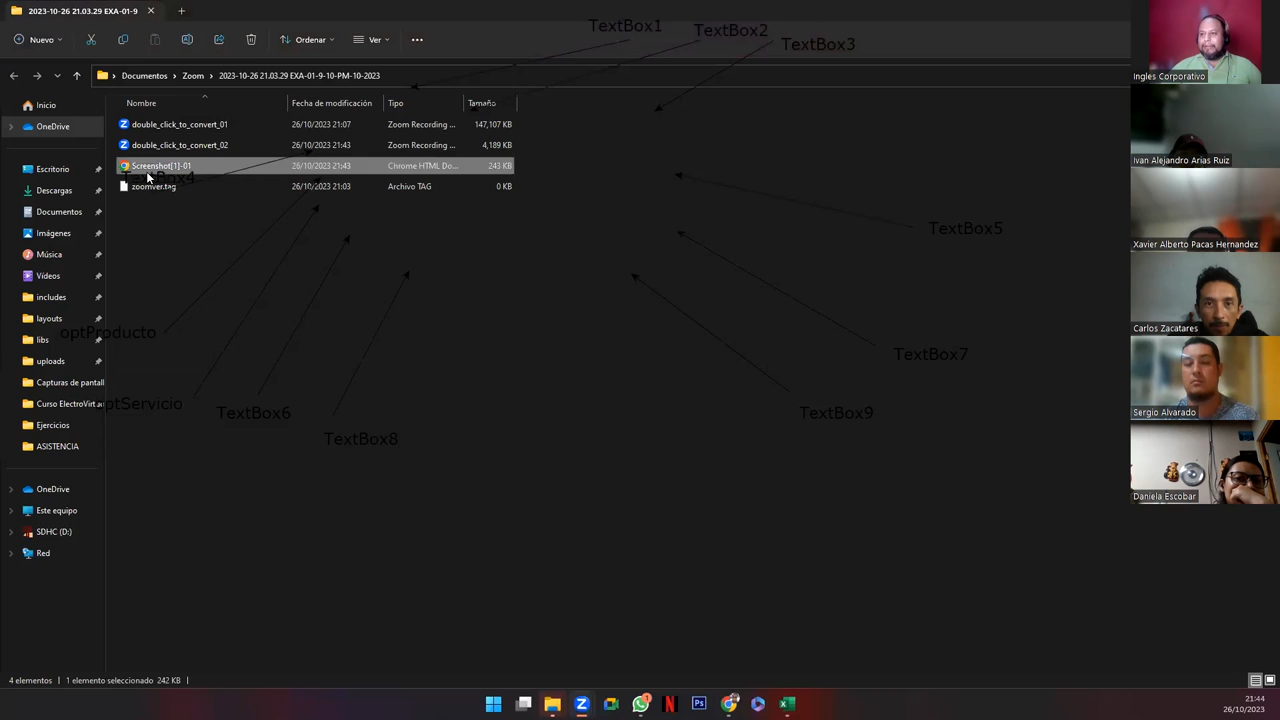 2023-10-26 21.03.29 EXA-01-9
Nuevo
Ordenar
Ver
Documentos
Zoom
2023-10-26 21.03.29 EXA-01-9-10-PM-10-2023
Nombre
Fecha de modificación
Tipo
Tamaño
double_click_to_convert_01
26/10/2023 21:07
Zoom Recording ...
147,107 KB
double_click_to_convert_02
26/10/2023 21:43
Zoom Recording ...
4,189 KB
Screenshot[1]-01
26/10/2023 21:43
Chrome HTML Do...
243 KB
zoomver.tag
26/10/2023 21:03
Archivo TAG
0 KB
Inicio
OneDrive
Escritorio
Descargas
Documentos
Imágenes
Música
Vídeos
includes
layouts
libs
uploads
Capturas de pantall
Curso ElectroVirt
Ejercicios
ASISTENCIA
OneDrive
Este equipo
SDHC (D:)
Red
TextBox1
TextBox2
TextBox3
TextBox4
TextBox5
optProducto
TextBox7
optServicio
TextBox6
TextBox9
TextBox8
Ingles Corporativo
Ivan Alejandro Arias Ruiz
Xavier Alberto Pacas Hernandez
Carlos Zacatares
Sergio Alvarado
Daniela Escobar
4 elementos
1 elemento seleccionado 242 KB
21:44
26/10/2023